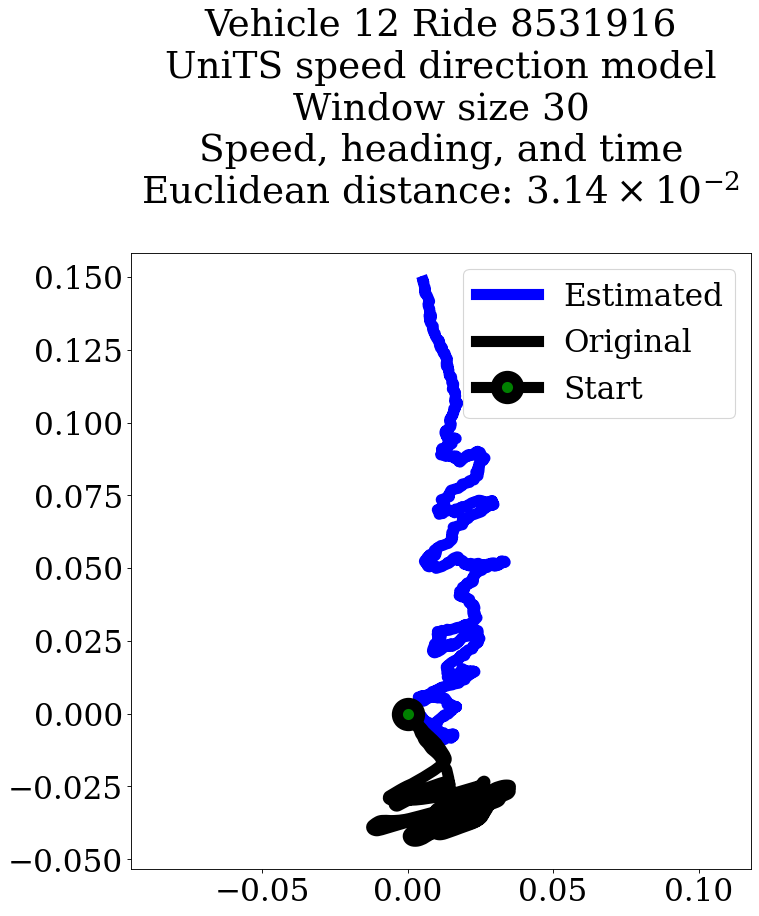 Vehicle 12 Ride 8531916
UniTS speed direction model
Window size 30
Speed, heading, and time
Euclidean distance: 3.14 × 10⁻²
0.150
Estimated
0.125
Original
Start
0.100
0.075
0.050
0.025
0.000
−0.025
−0.050
−0.05 0.00 0.05 0.10